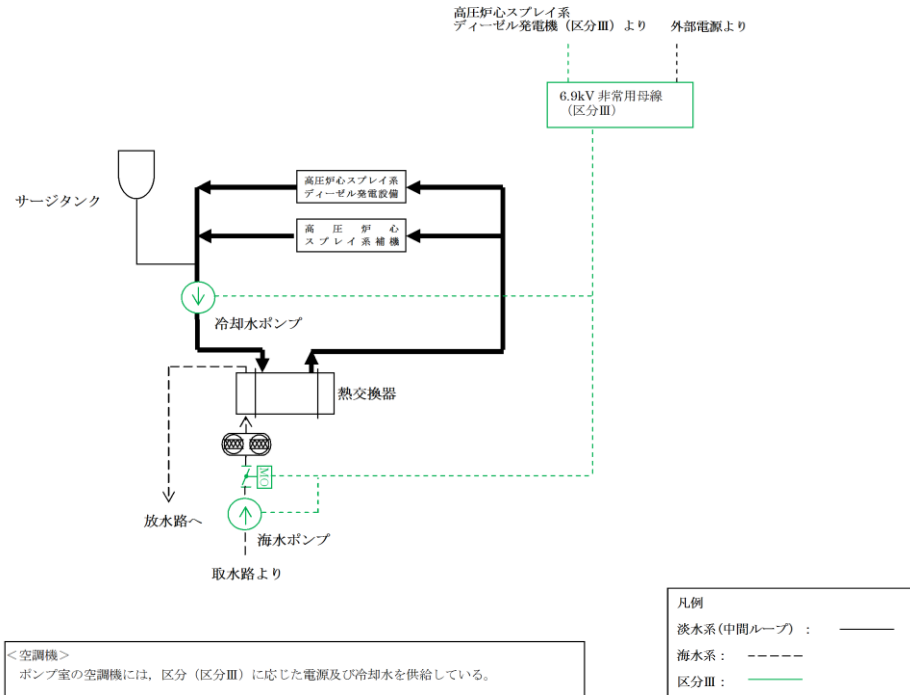 高圧炉心スプレイ系
ディーゼル発電機（区分Ⅲ）より
外部電源より
6.9kV 非常用母線
（区分Ⅲ）
サージタンク
高圧炉心スプレイ系
ディーゼル発電設備
高圧炉心
スプレイ系補機
冷却水ポンプ
熱交換器
MO
放水路へ
海水ポンプ
取水路より
＜空調機＞
ポンプ室の空調機には，区分（区分Ⅲ）に応じた電源及び冷却水を供給している。
凡例
淡水系(中間ループ)：
海水系：
区分Ⅲ：